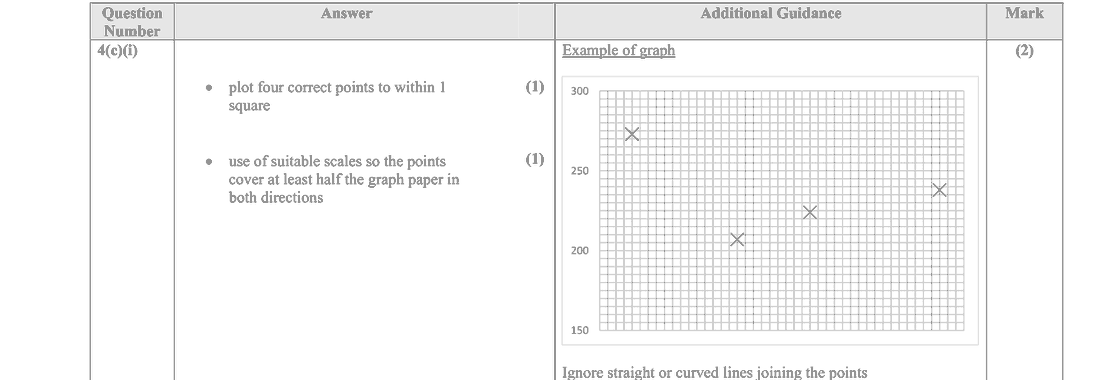 Question Number
Answer
Additional Guidance
Mark
4(c)(i)
plot four correct points to within 1
square
(1)
use of suitable scales so the points
cover at least half the graph paper in
both directions
(1)
Example of graph
300
250
200
150
Ignore straight or curved lines joining the points
(2)